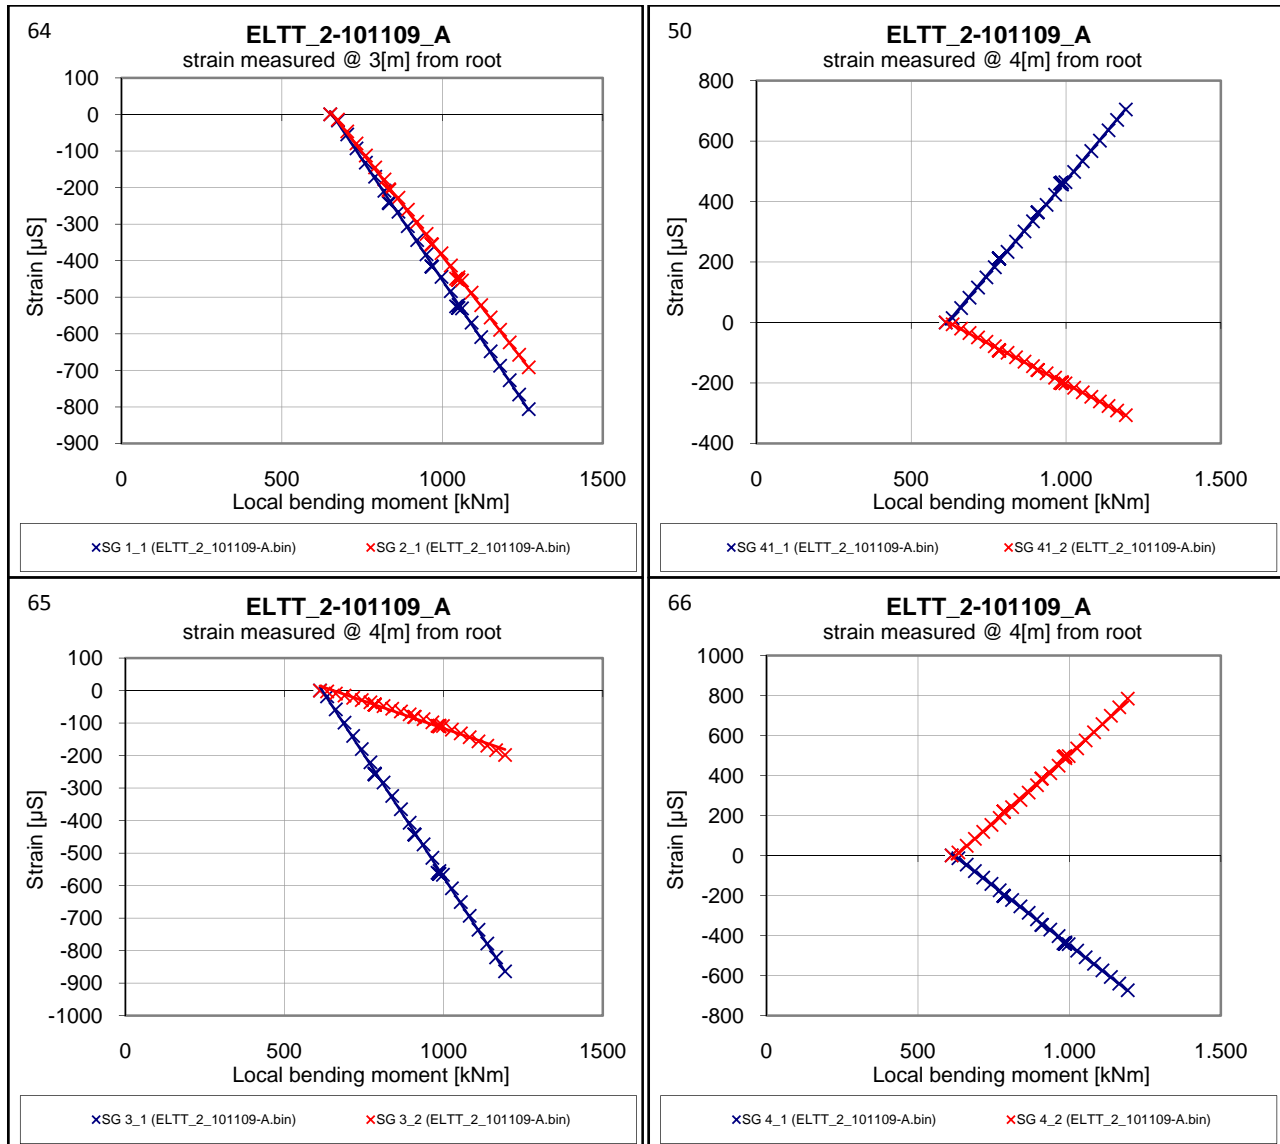 64
ELTT_2-101109_A
strain measured @ 3[m] from root
100
0
-100
-200
-300
-400
-500
-600
-700
-800
-900
Strain [µS]
0 500 1000 1500
Local bending moment [kNm]
×SG 1_1 (ELTT_2_101109-A.bin) ×SG 2_1 (ELTT_2_101109-A.bin)
50
ELTT_2-101109_A
strain measured @ 4[m] from root
800
600
400
200
0
-200
-400
Strain [µS]
0 500 1.000 1.500
Local bending moment [kNm]
×SG 41_1 (ELTT_2_101109-A.bin) ×SG 41_2 (ELTT_2_101109-A.bin)
65
ELTT_2-101109_A
strain measured @ 4[m] from root
100
0
-100
-200
-300
-400
-500
-600
-700
-800
-900
-1000
Strain [µS]
0 500 1000 1500
Local bending moment [kNm]
×SG 3_1 (ELTT_2_101109-A.bin) ×SG 3_2 (ELTT_2_101109-A.bin)
66
ELTT_2-101109_A
strain measured @ 4[m] from root
1000
800
600
400
200
0
-200
-400
-600
-800
Strain [µS]
0 500 1.000 1.500
Local bending moment [kNm]
×SG 4_1 (ELTT_2_101109-A.bin) ×SG 4_2 (ELTT_2_101109-A.bin)